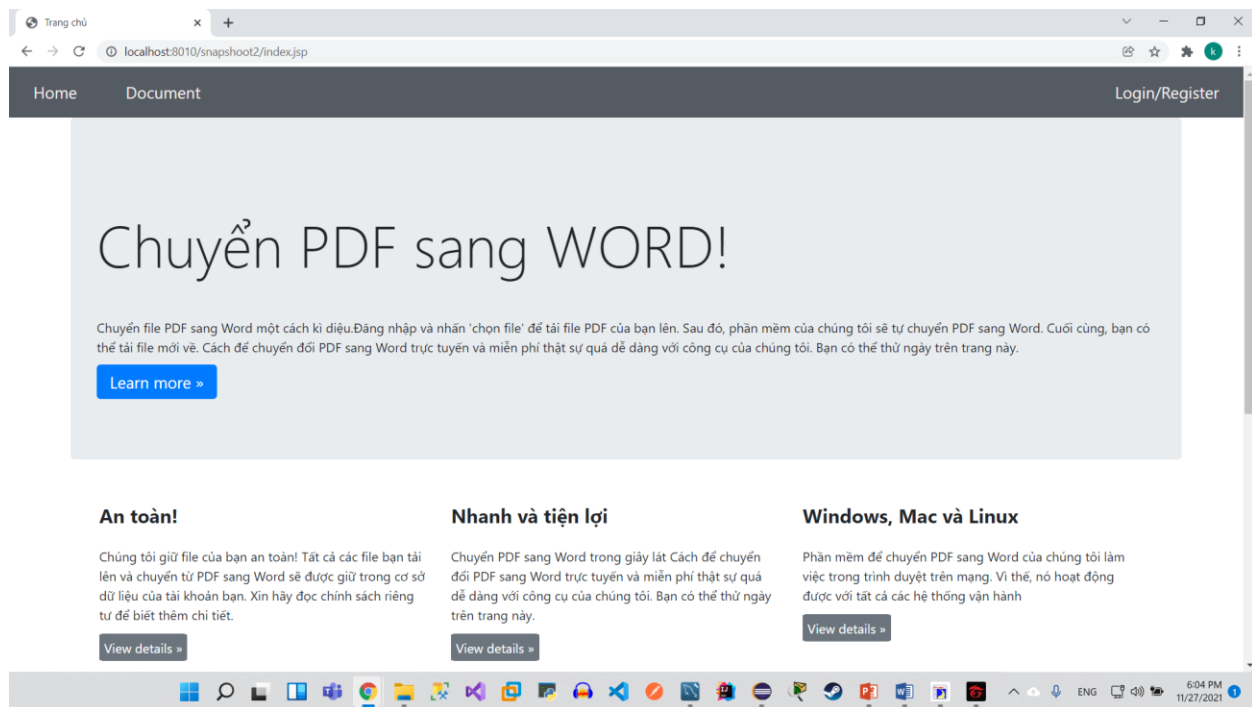 Trang chủ
localhost:8010/snapshoot2/index.jsp
k
Home Document Login/Register
Chuyển PDF sang WORD!
Chuyển file PDF sang Word một cách kì diệu.Đăng nhập và nhấn 'chọn file' để tải file PDF của bạn lên. Sau đó, phần mềm của chúng tôi sẽ tự chuyển PDF sang Word. Cuối cùng, bạn có
thể tải file mới về. Cách để chuyển đổi PDF sang Word trực tuyến và miễn phí thật sự quá dễ dàng với công cụ của chúng tôi. Bạn có thể thử ngày trên trang này.
Learn more »
An toàn!
Chúng tôi giữ file của bạn an toàn! Tất cả các file bạn tải
lên và chuyển từ PDF sang Word sẽ được giữ trong cơ sở
dữ liệu của tài khoản bạn. Xin hãy đọc chính sách riêng
tư để biết thêm chi tiết.
View details »
Nhanh và tiện lợi
Chuyển PDF sang Word trong giây lát Cách để chuyển
đổi PDF sang Word trực tuyến và miễn phí thật sự quá
dễ dàng với công cụ của chúng tôi. Bạn có thể thử ngày
trên trang này.
View details »
Windows, Mac và Linux
Phần mềm để chuyển PDF sang Word của chúng tôi làm
việc trong trình duyệt trên mạng. Vì thế, nó hoạt động
được với tất cả các hệ thống vận hành
View details »
ENG
6:04 PM
11/27/2021
1